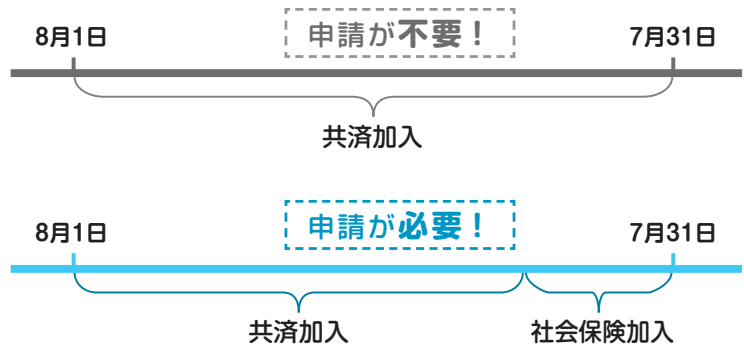 申請が不要！
8月1日 7月31日
共済加入
申請が必要！
8月1日 7月31日
共済加入 社会保険加入